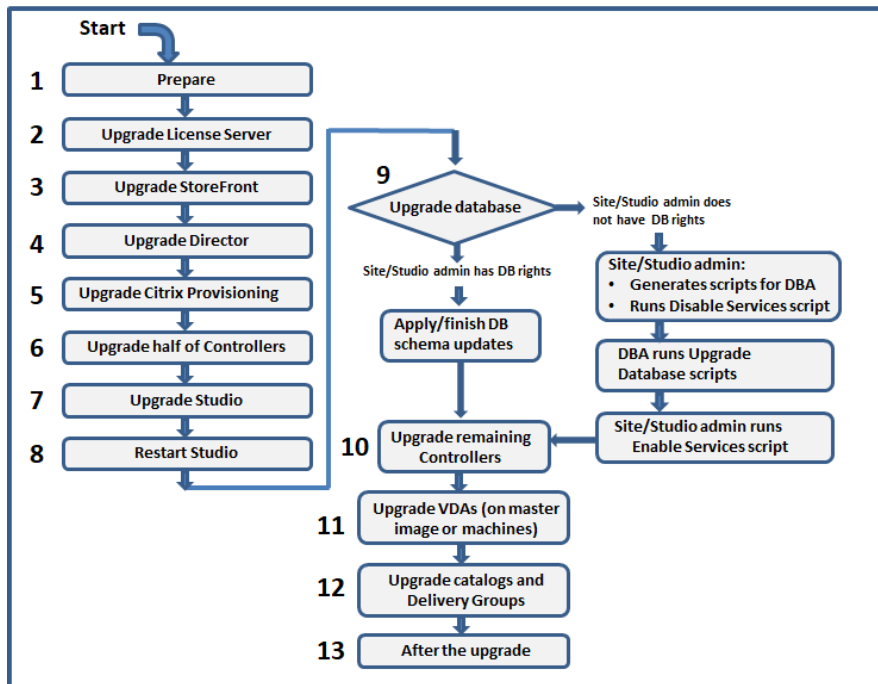 Start
1
Prepare
2
Upgrade License Server
3
Upgrade StoreFront
4
Upgrade Director
5
Upgrade Citrix Provisioning
6
Upgrade half of Controllers
7
Upgrade Studio
8
Restart Studio
9
Upgrade database
Site/Studio admin does
not have DB rights
Site/Studio admin has DB rights
Site/Studio admin:
• Generates scripts for DBA
• Runs Disable Services script
Apply/finish DB
schema updates
DBA runs Upgrade
Database scripts
Site/Studio admin runs
Enable Services script
10
Upgrade remaining
Controllers
11
Upgrade VDAs (on master
image or machines)
12
Upgrade catalogs and
Delivery Groups
13
After the upgrade